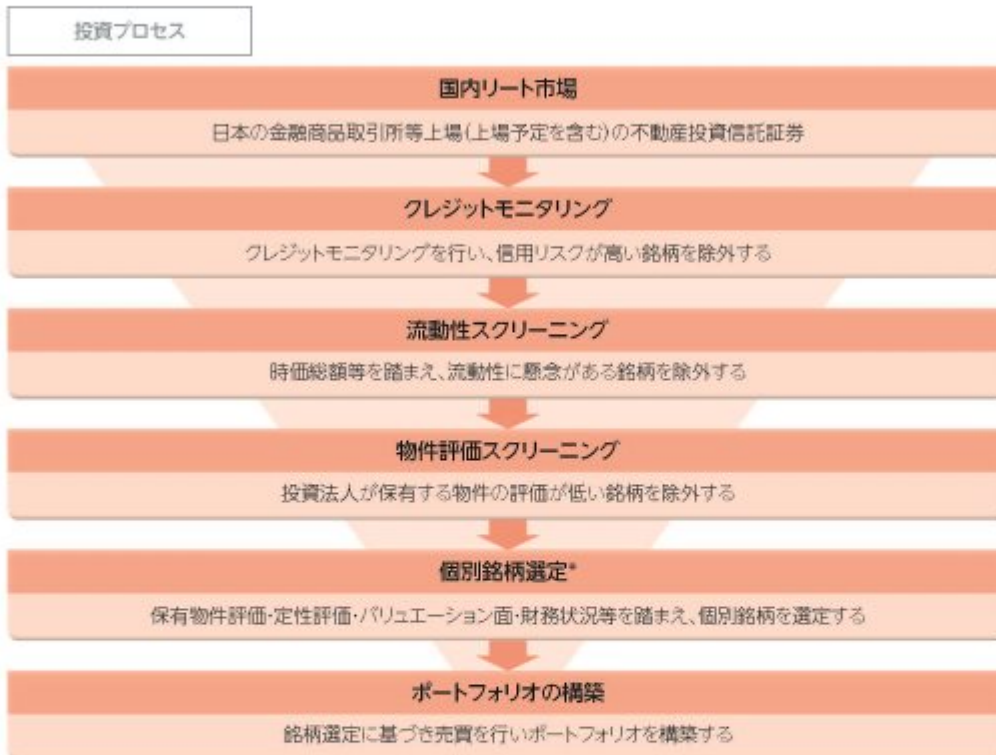 投資プロセス
国内リート市場
日本の金融商品取引所等上場(上場予定を含む)の不動産投資信託証券
クレジットモニタリング
クレジットモニタリングを行い、信用リスクが高い銘柄を除外する
流動性スクリーニング
時価総額等を踏まえ、流動性に懸念がある銘柄を除外する
物件評価スクリーニング
投資法人が保有する物件の評価が低い銘柄を除外する
個別銘柄選定*
保有物件評価・定性評価・バリュエーション面・財務状況等を踏まえ、個別銘柄を選定する
ポートフォリオの構築
銘柄選定に基づき売買を行いポートフォリオを構築する